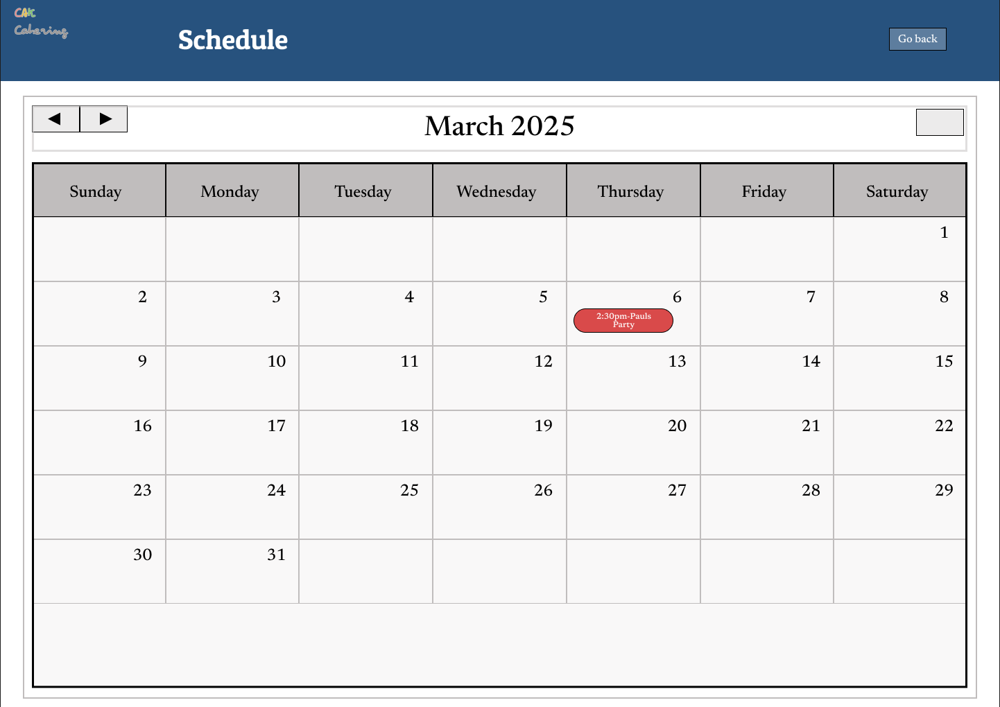 CAK
Catering
Schedule
Go back
◀ ▶
March 2025
Sunday Monday Tuesday Wednesday Thursday Friday Saturday
1
2 3 4 5 6 7 8
2:30pm-Pauls
Party
9 10 11 12 13 14 15
16 17 18 19 20 21 22
23 24 25 26 27 28 29
30 31